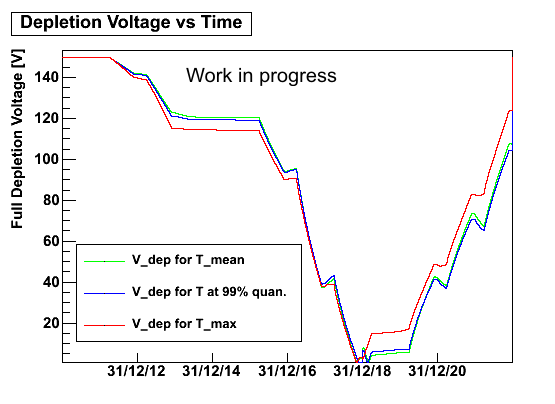 Depletion Voltage vs Time
Full Depletion Voltage [V]
Work in progress
140
120
100
80
60
40
20
V_dep for T_mean
V_dep for T at 99% quan.
V_dep for T_max
31/12/12 31/12/14 31/12/16 31/12/18 31/12/20